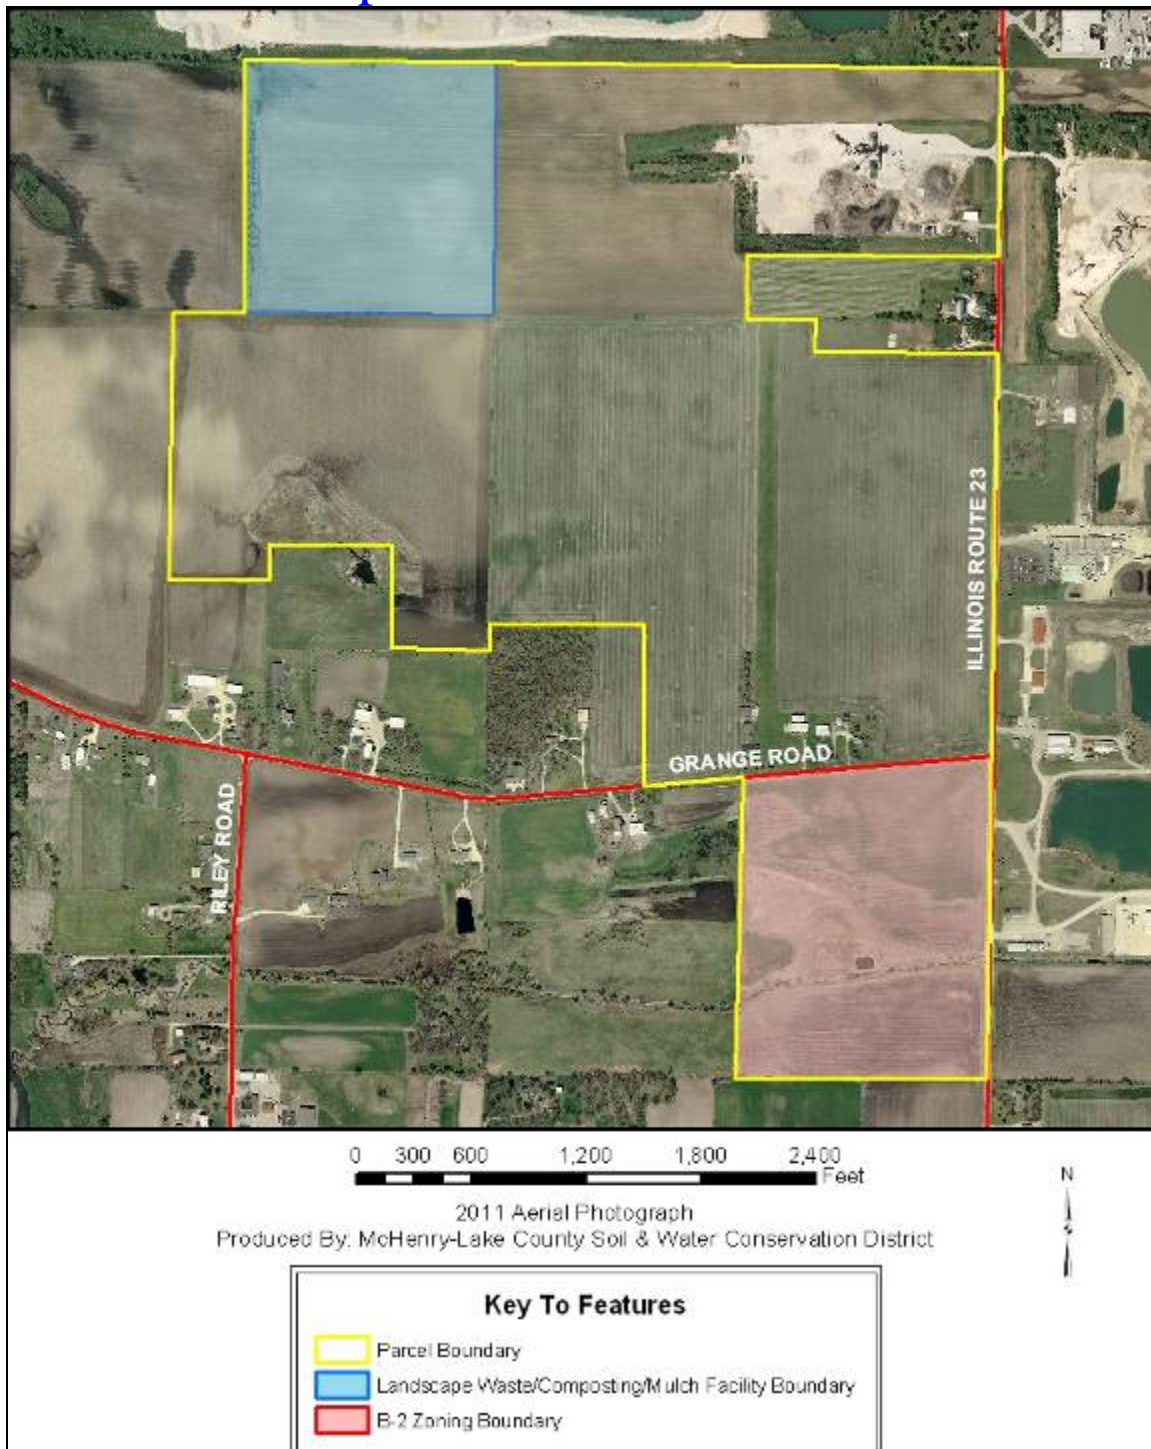 ILLINOIS ROUTE 23
GRANGE ROAD
RILEY ROAD
0 300 600 1,200 1,800 2,400
Feet
N
2011 Aerial Photograph
Produced By: McHenry-Lake County Soil & Water Conservation District
Key To Features
Parcel Boundary
Landscape Waste/Composting/Mulch Facility Boundary
B-2 Zoning Boundary